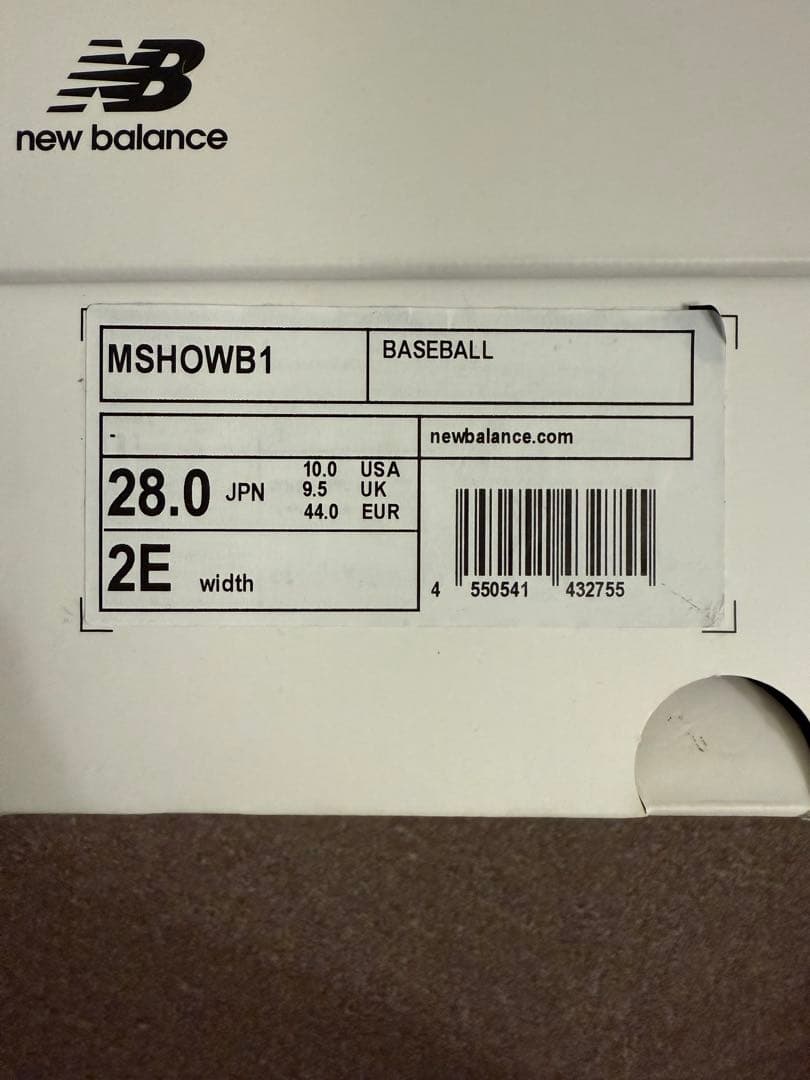 NB
new balance
MSHOWB1
BASEBALL
-
newbalance.com
28.0 JPN
10.0 USA
9.5 UK
44.0 EUR
2E width
4 550541 432755